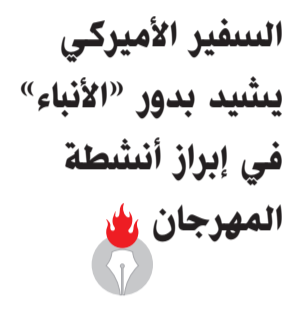 السفير الأميركي
يشيد بدور «الأنباء»
في إبراز أنشطة
المهرجان